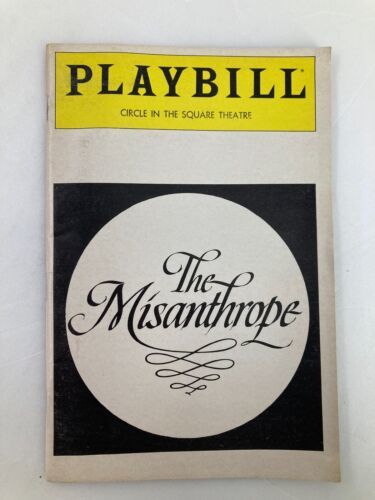 PLAYBILL®
CIRCLE IN THE SQUARE THEATRE
The
Misanthrope